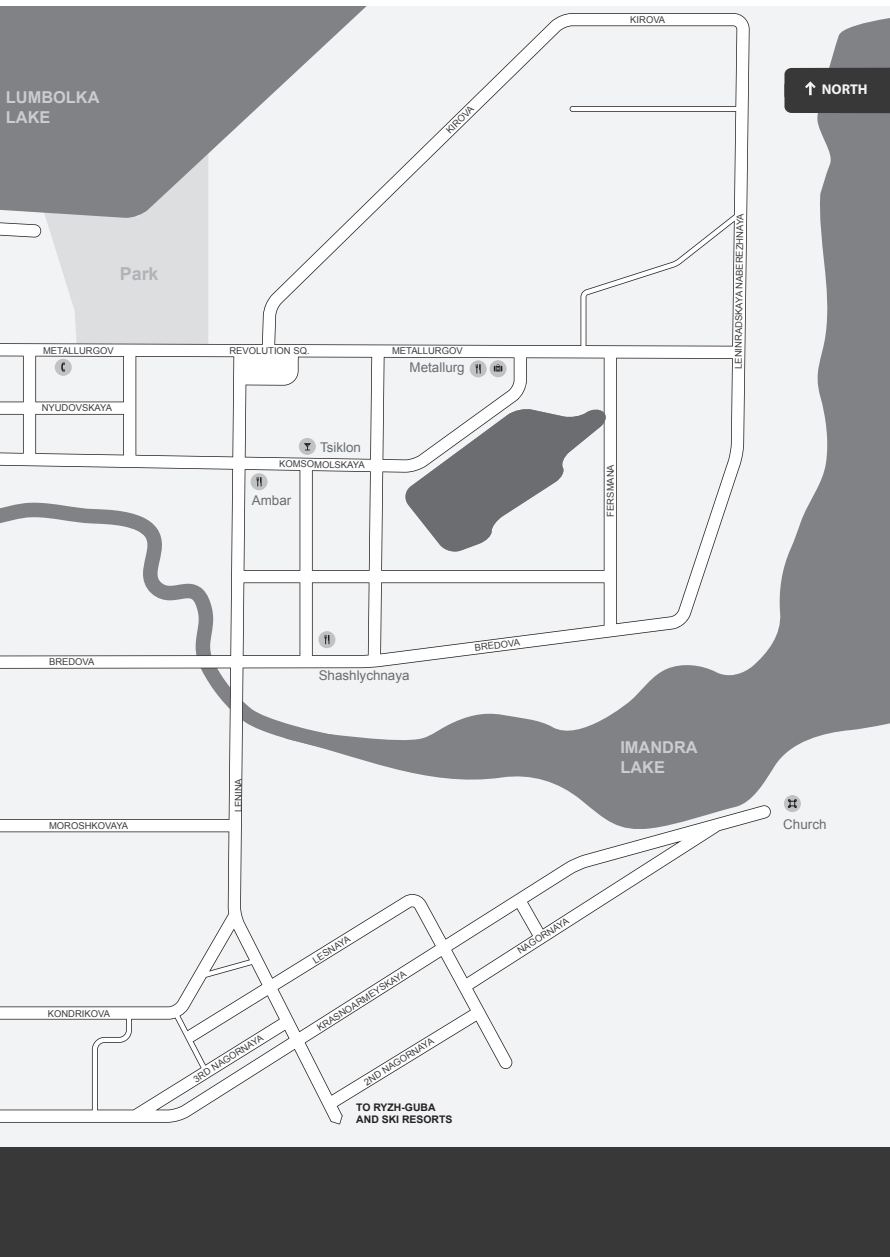 KIROVA
NORTH
LUMBOLKA
LAKE
KIROVA
LENINRADSKAYA NABEREZHNAYA
Park
METALLURGOV
REVOLUTION SQ.
METALLURGOV
Metallurg
NYUDOVSKAYA
Tsiklon
KOMSOMOLSKAYA
Ambar
FERSMANA
BREDOVA
BREDOVA
Shashlychnaya
IMANDRA
LAKE
LENINA
MOROSHKOVAYA
Church
LESNAYA
NAGORNAYA
KRASNOARMEYSKAYA
KONDRIKOVA
3RD NAGORNAYA
2ND NAGORNAYA
TO RYZH-GUBA
AND SKI RESORTS